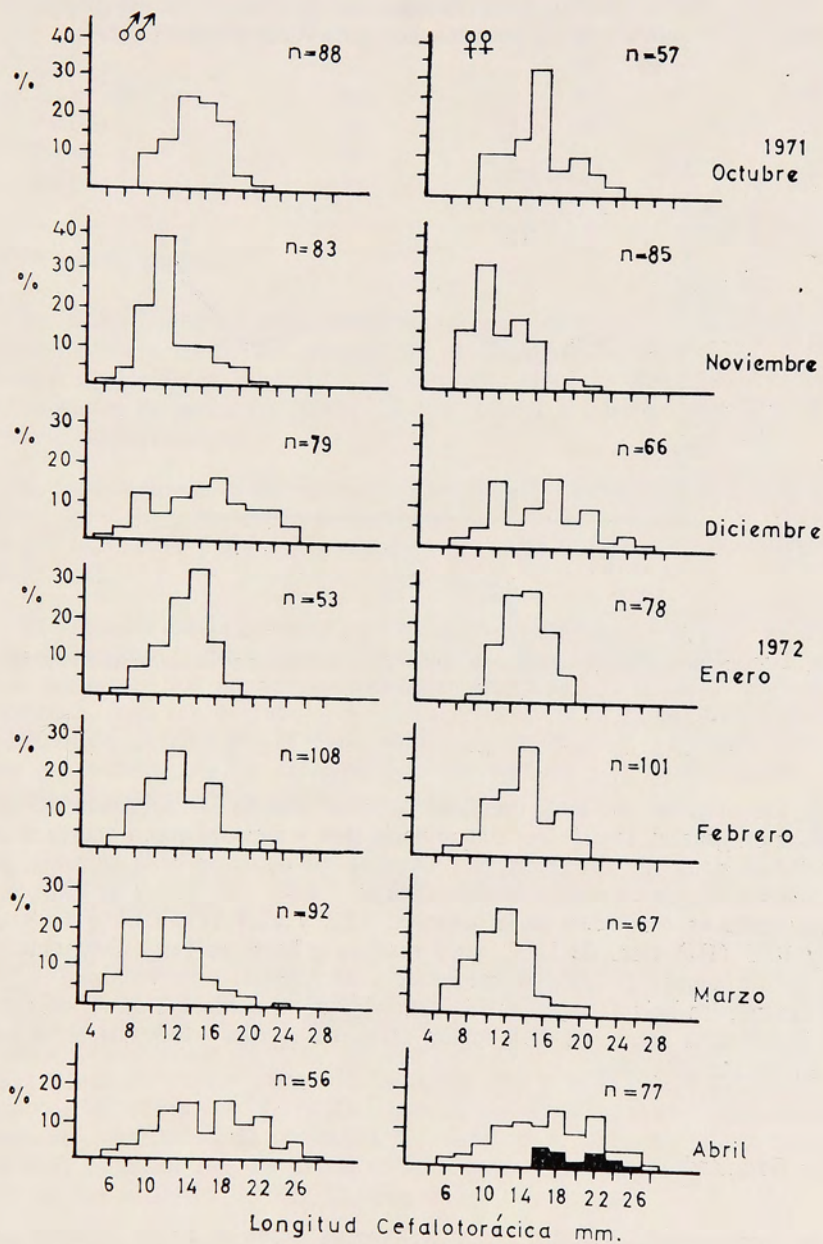 ♂♂ ♀♀
40
% 30 n=88 n=57
20 1971
10 Octubre
40 n=83 n=85
% 30
20
10 Noviembre
30 n=79 n=66
%
20
10 Diciembre
30
% n=53 n=78
20 1972
10 Enero
30
% n=108 n=101
20
10 Febrero
30
% n=92 n=67
20
10 Marzo
4 8 12 16 20 24 28 4 8 12 16 20 24 28
n=56 n=77
% 20
10 Abril
6 10 14 18 22 26 6 10 14 18 22 26
Longitud Cefalotorácica mm.